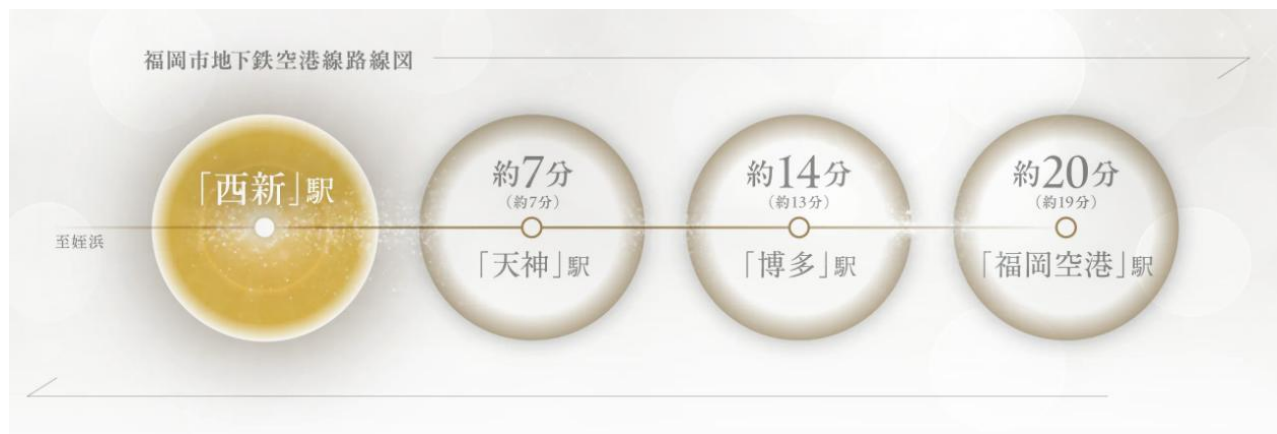 福岡市地下鉄空港線路線図
至姪浜
「西新」駅
約7分
(約7分)
「天神」駅
約14分
(約13分)
「博多」駅
約20分
(約19分)
「福岡空港」駅